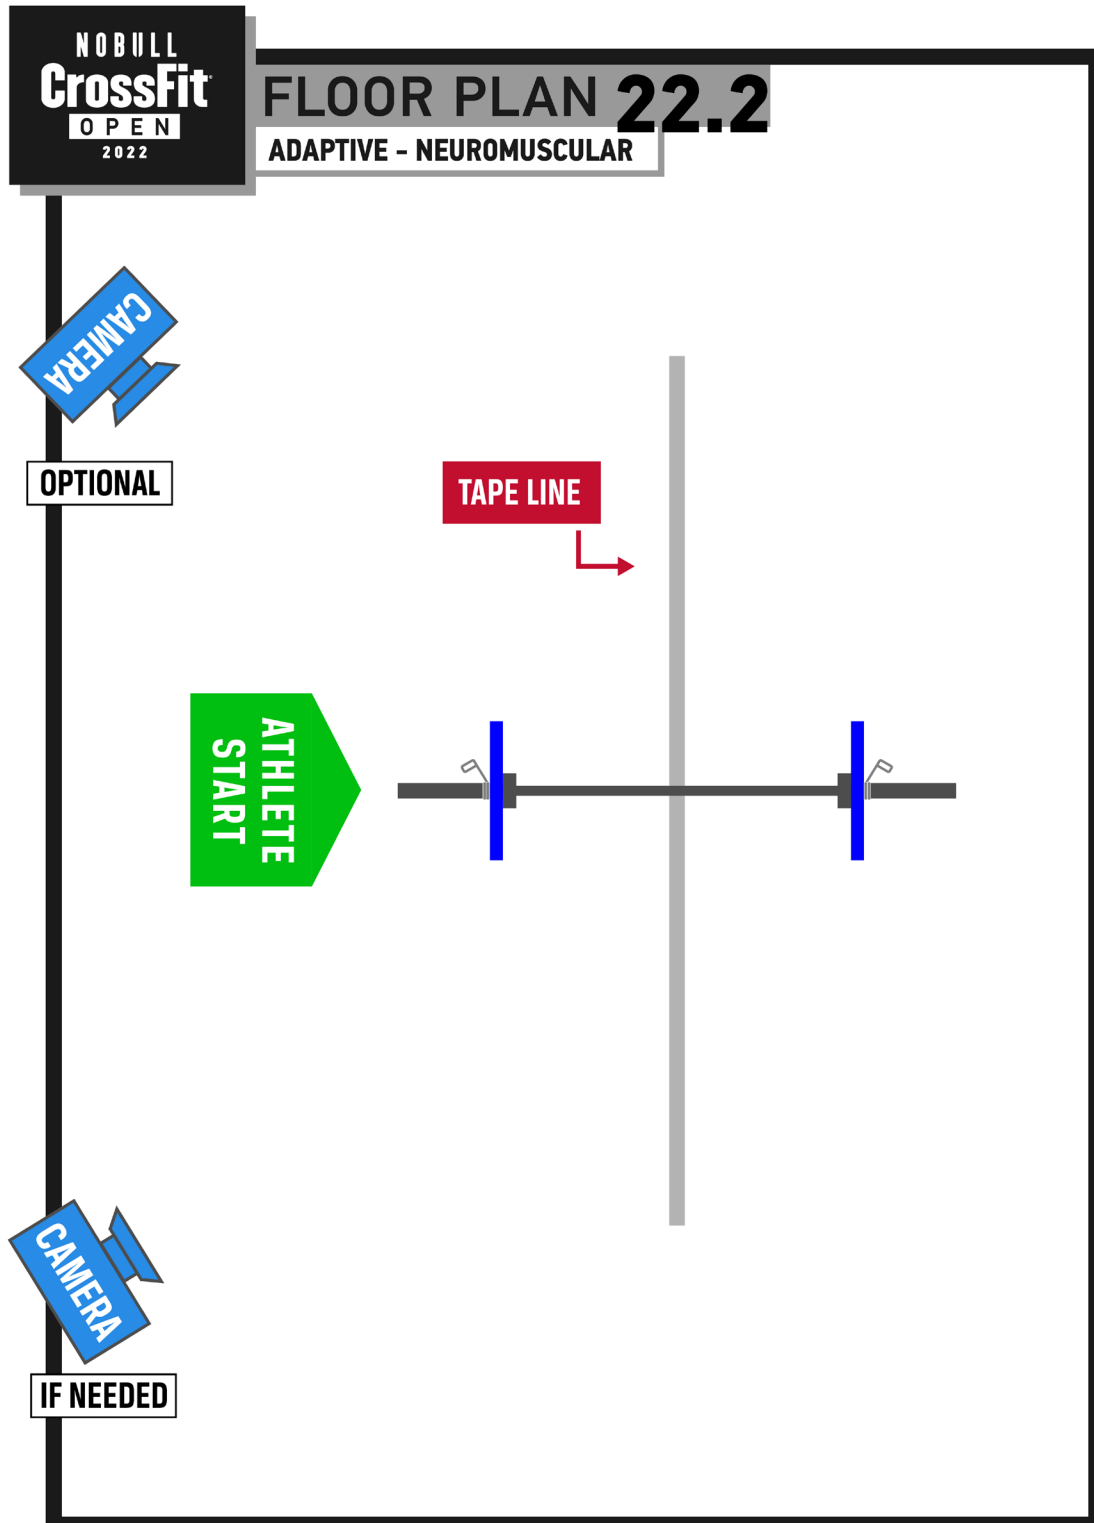 NOBULL
CrossFit
OPEN
2022
FLOOR PLAN 22.2
ADAPTIVE – NEUROMUSCULAR
CAMERA
OPTIONAL
TAPE LINE
ATHLETE
START
CAMERA
IF NEEDED